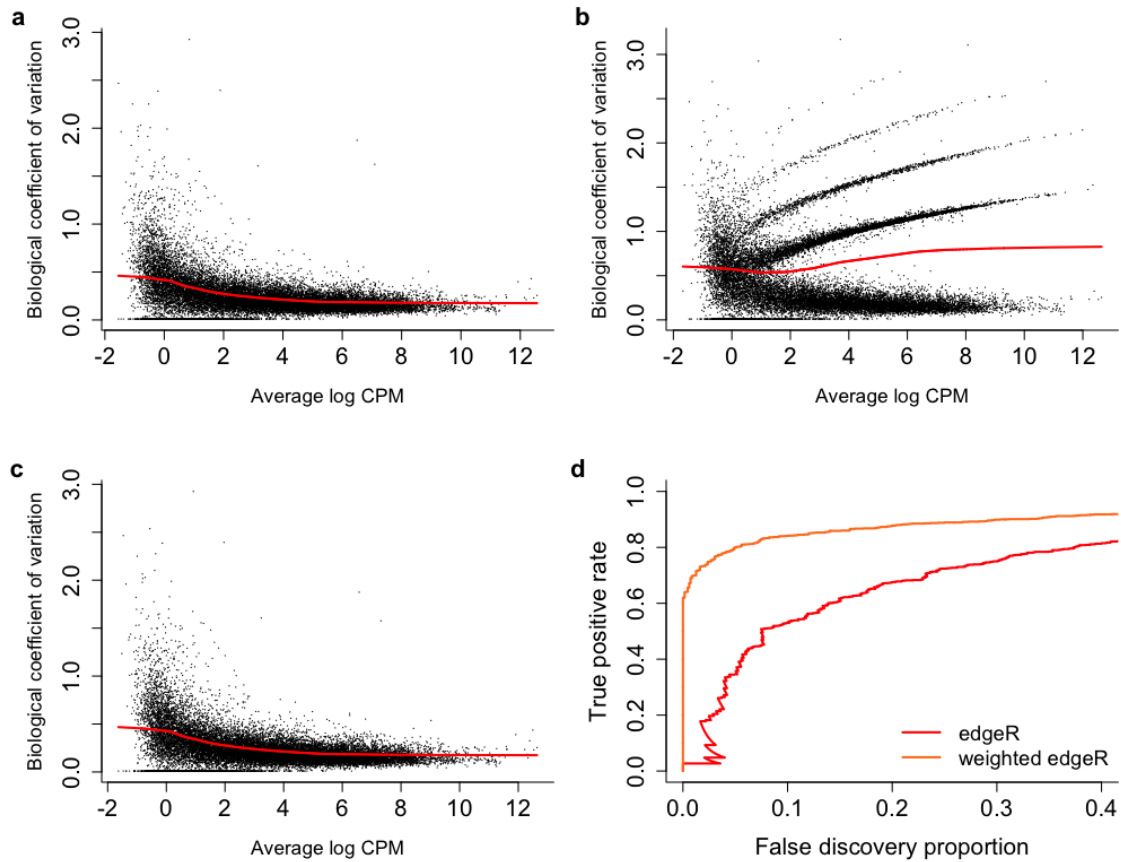 a
Biological coefficient of variation
3.0
2.0
1.0
0.0
-2 0 2 4 6 8 10 12
Average log CPM
b
Biological coefficient of variation
3.0
2.0
1.0
0.0
-2 0 2 4 6 8 10 12
Average log CPM
c
Biological coefficient of variation
3.0
2.0
1.0
0.0
-2 0 2 4 6 8 10 12
Average log CPM
d
True positive rate
1.0
0.8
0.6
0.4
0.2
0.0
edgeR
weighted edgeR
0.0 0.1 0.2 0.3 0.4
False discovery proportion